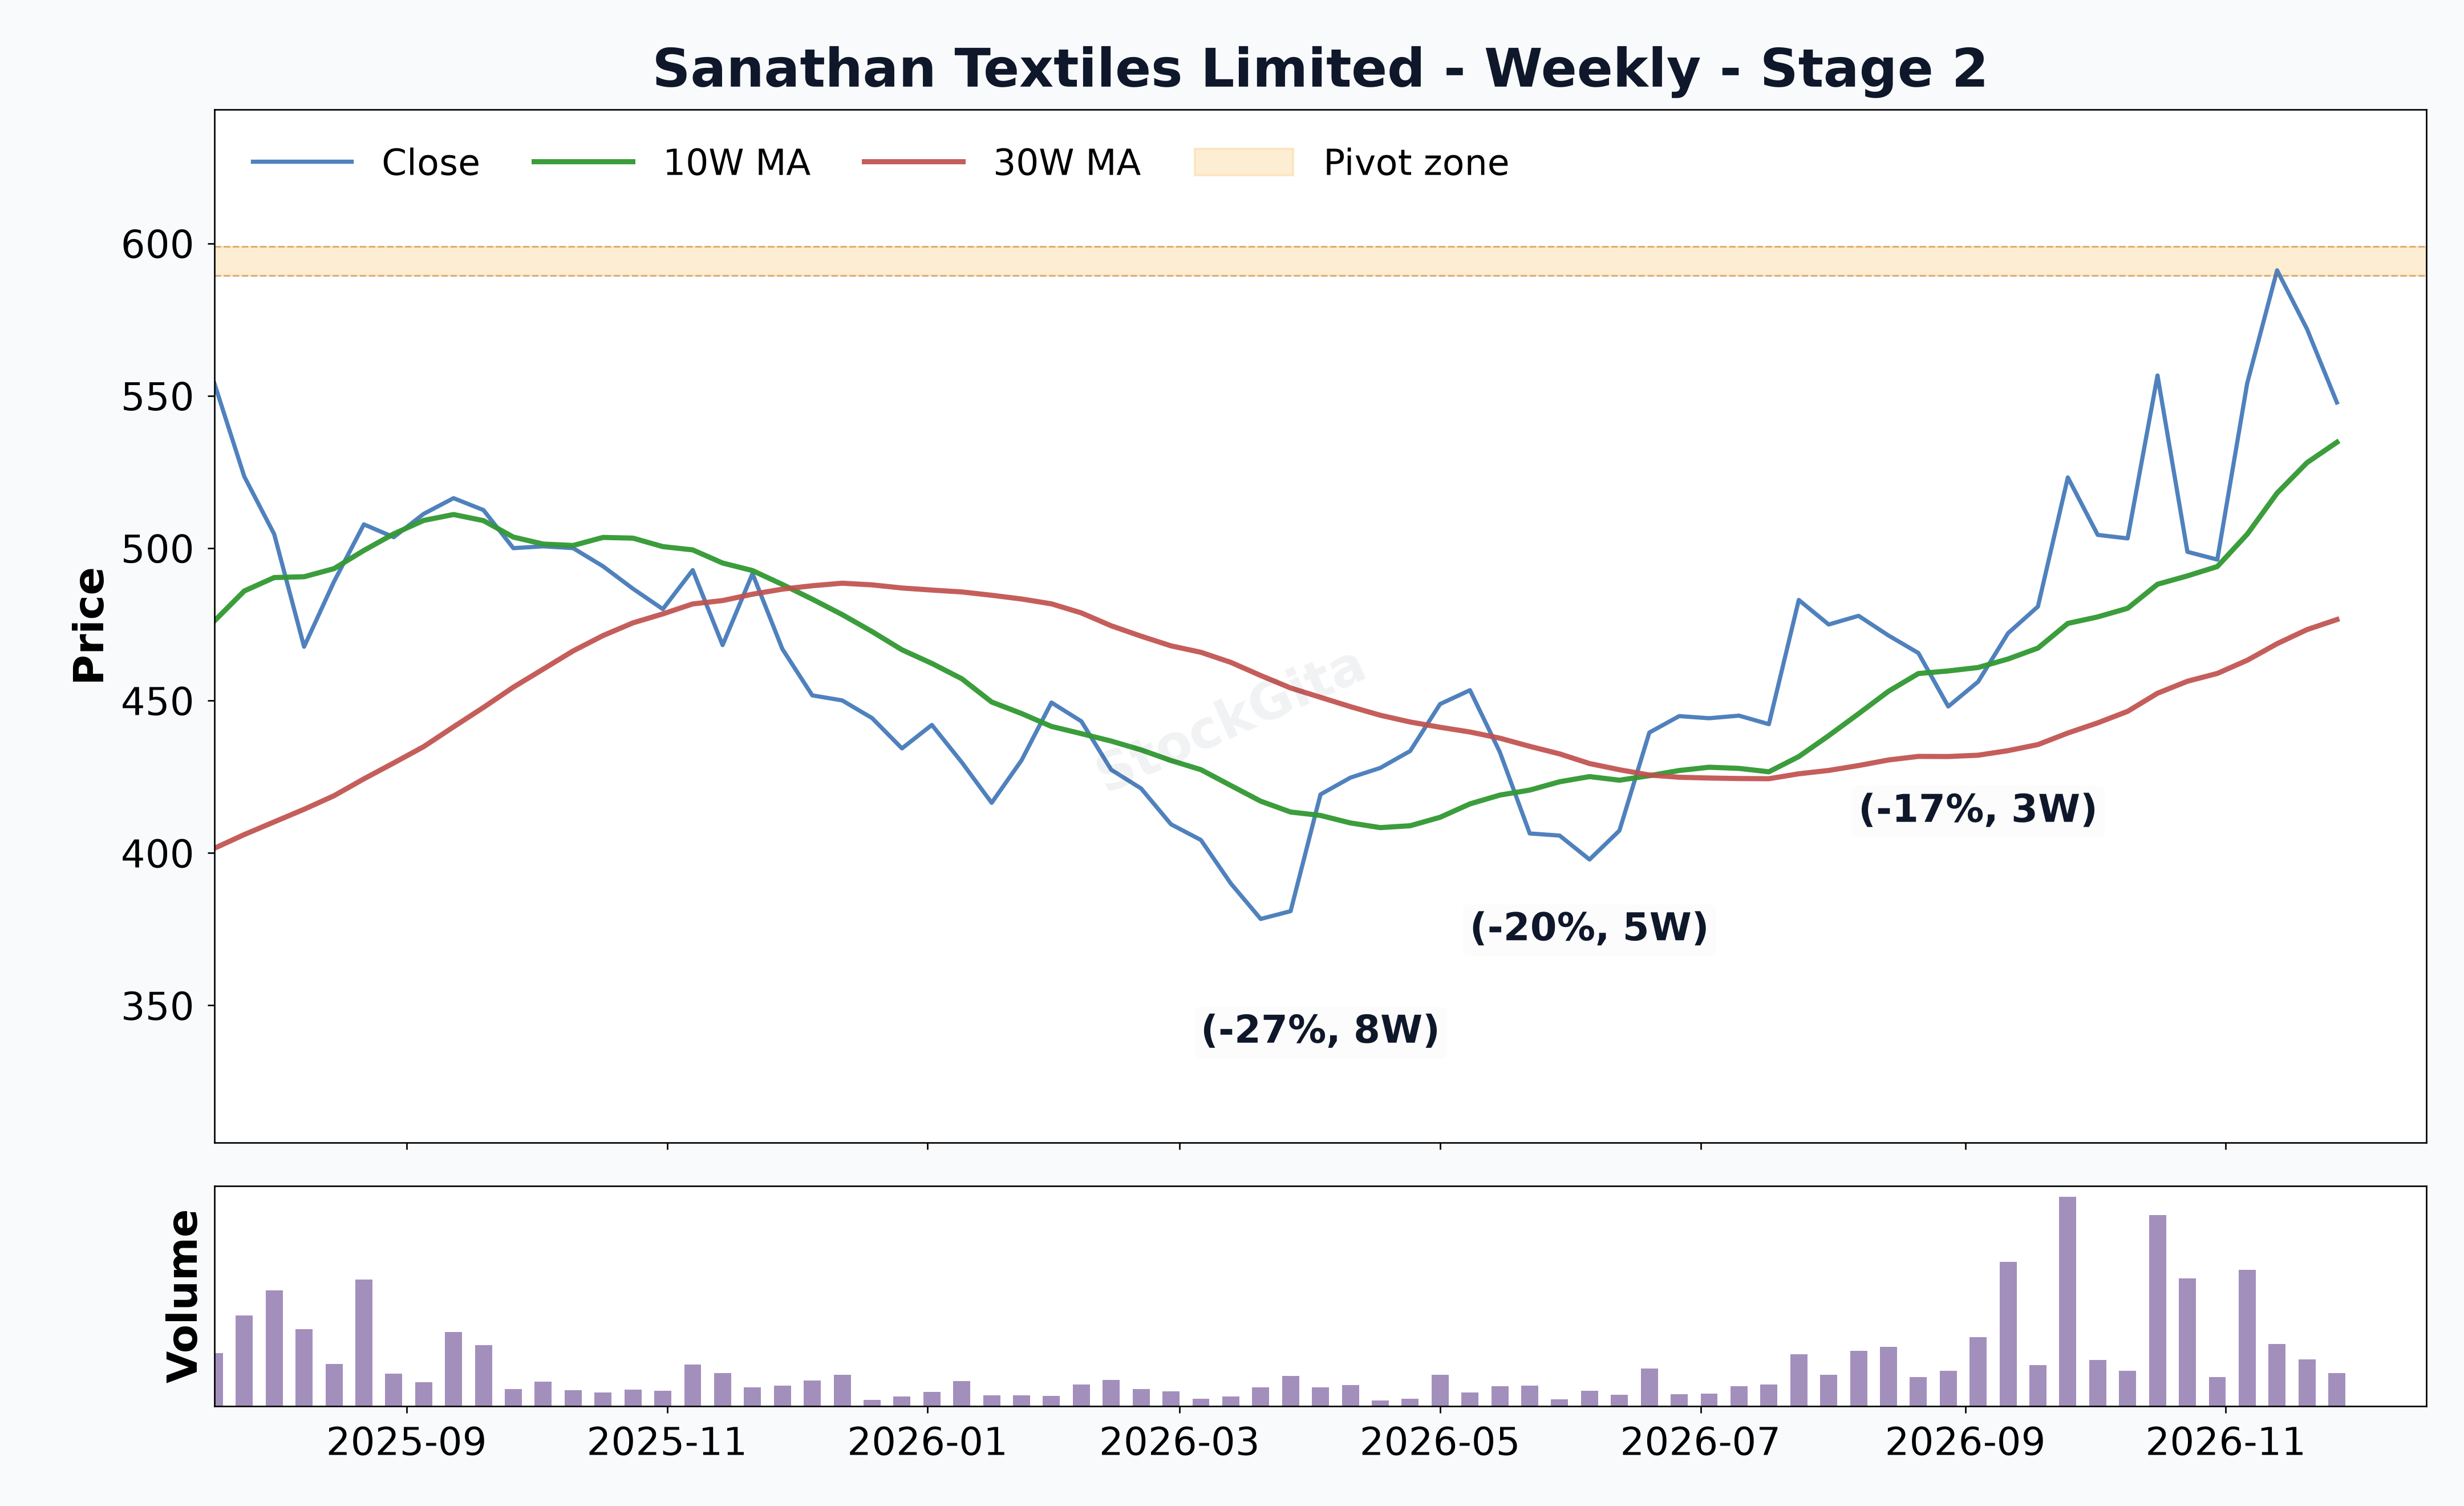 Sanathan Textiles Limited - Weekly - Stage 2
Close 10W MA 30W MA Pivot zone
600
550
500
450
400
350
Price
StockGita
(-17%, 3W)
(-20%, 5W)
(-27%, 8W)
Volume
2025-09 2025-11 2026-01 2026-03 2026-05 2026-07 2026-09 2026-11